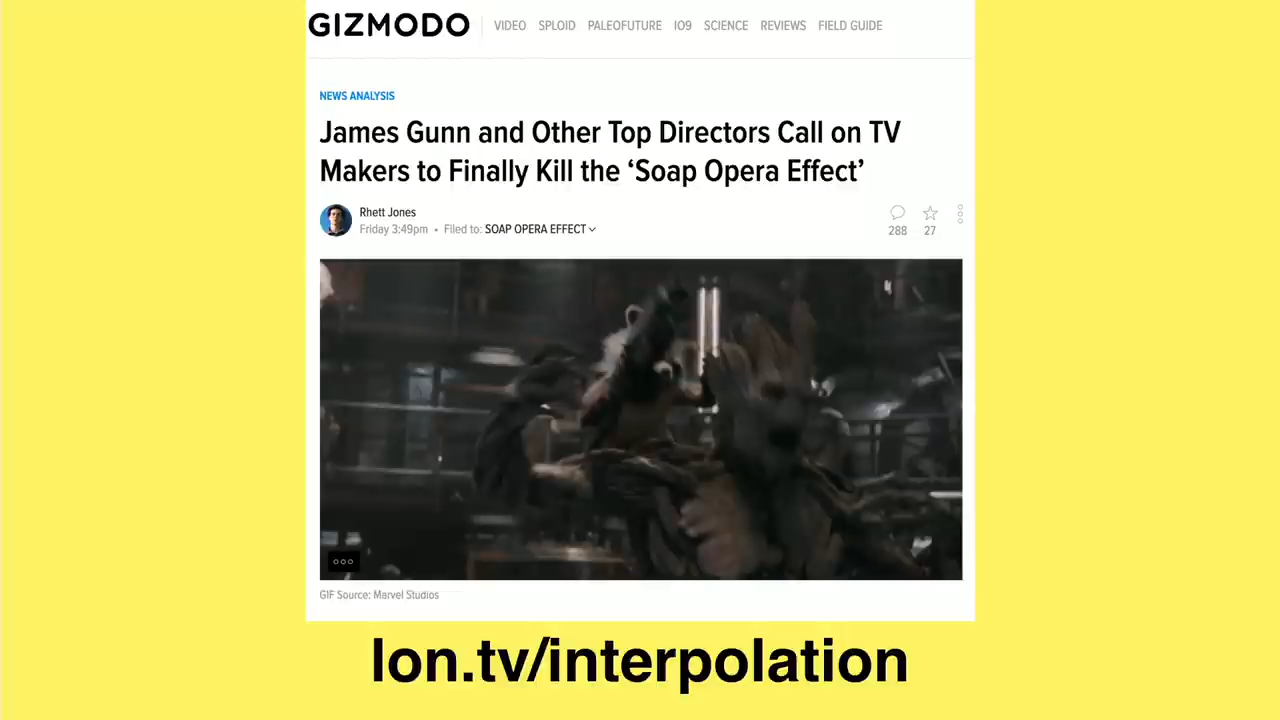 GIZMODO
VIDEO SPLOID PALEOFUTURE IO9 SCIENCE REVIEWS FIELD GUIDE
NEWS ANALYSIS
James Gunn and Other Top Directors Call on TV
Makers to Finally Kill the ‘Soap Opera Effect’
Rhett Jones
Friday 3:49pm • Filed to: SOAP OPERA EFFECT
288 27
GIF Source: Marvel Studios
lon.tv/interpolation